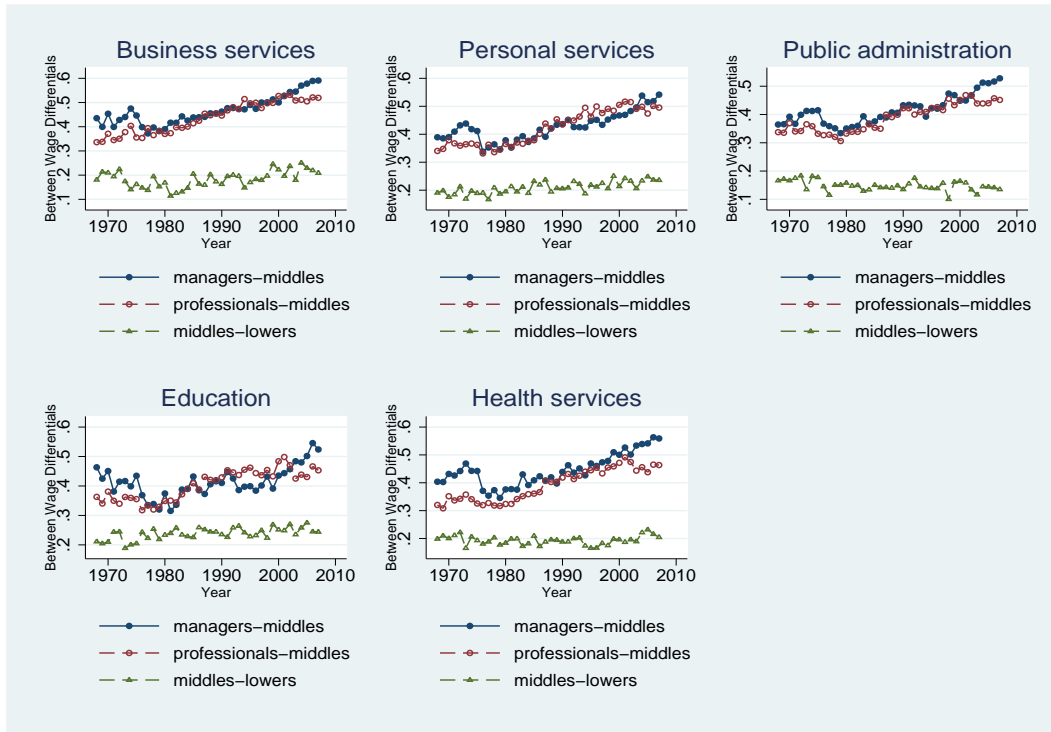 Business services
Between Wage Differentials
.6
.5
.4
.3
.2
.1
1970 1980 1990 2000 2010
Year
managers−middles
professionals−middles
middles−lowers
Personal services
Between Wage Differentials
.6
.5
.4
.3
.2
1970 1980 1990 2000 2010
Year
managers−middles
professionals−middles
middles−lowers
Public administration
Between Wage Differentials
.5
.4
.3
.2
.1
1970 1980 1990 2000 2010
Year
managers−middles
professionals−middles
middles−lowers
Education
Between Wage Differentials
.6
.5
.4
.3
.2
1970 1980 1990 2000 2010
Year
managers−middles
professionals−middles
middles−lowers
Health services
Between Wage Differentials
.6
.5
.4
.3
.2
1970 1980 1990 2000 2010
Year
managers−middles
professionals−middles
middles−lowers